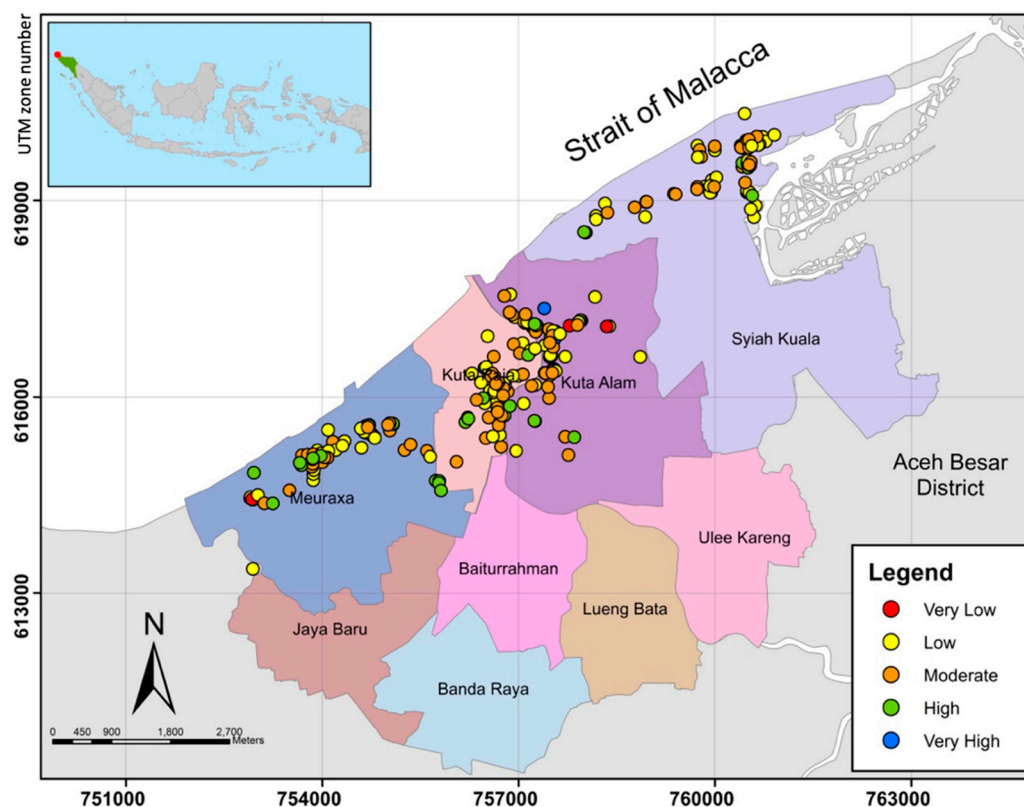 UTM zone number
Strait of Malacca
619000
Syiah Kuala
Kuta Raja
Kuta Alam
616000
Aceh Besar
District
Meuraxa
Ulee Kareng
Baiturrahman
Lueng Bata
613000
Jaya Baru
Banda Raya
N
0 450 900 1,800 2,700
Meters
Legend
Very Low
Low
Moderate
High
Very High
751000 754000 757000 760000 763000